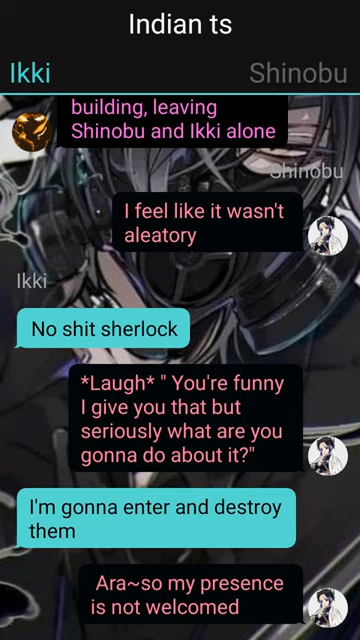 Indian ts
Ikki
Shinobu
building, leaving
Shinobu and Ikki alone
Shinobu
I feel like it wasn't
aleatory
Ikki
No shit sherlock
*Laugh* " You're funny
I give you that but
seriously what are you
gonna do about it?"
I'm gonna enter and destroy
them
Ara~so my presence
is not welcomed